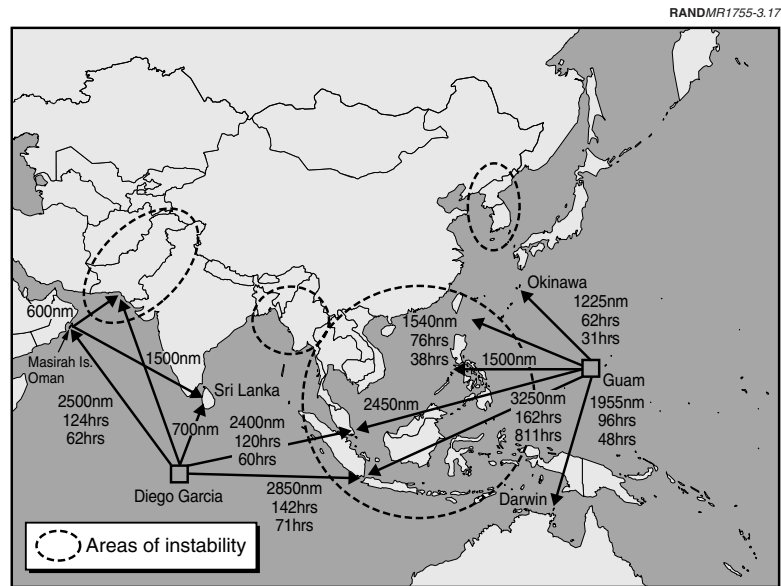 RANDMR1755-3.17
Okinawa
1225nm
62hrs
31hrs
600nm
1540nm
76hrs
38hrs
1500nm
Masirah Is.
Oman
1500nm
Guam
Sri Lanka
2500nm
124hrs
62hrs
2450nm
3250nm
162hrs
811hrs
1955nm
96hrs
48hrs
700nm
2400nm
120hrs
60hrs
Diego Garcia
2850nm
142hrs
71hrs
Darwin
Areas of instability